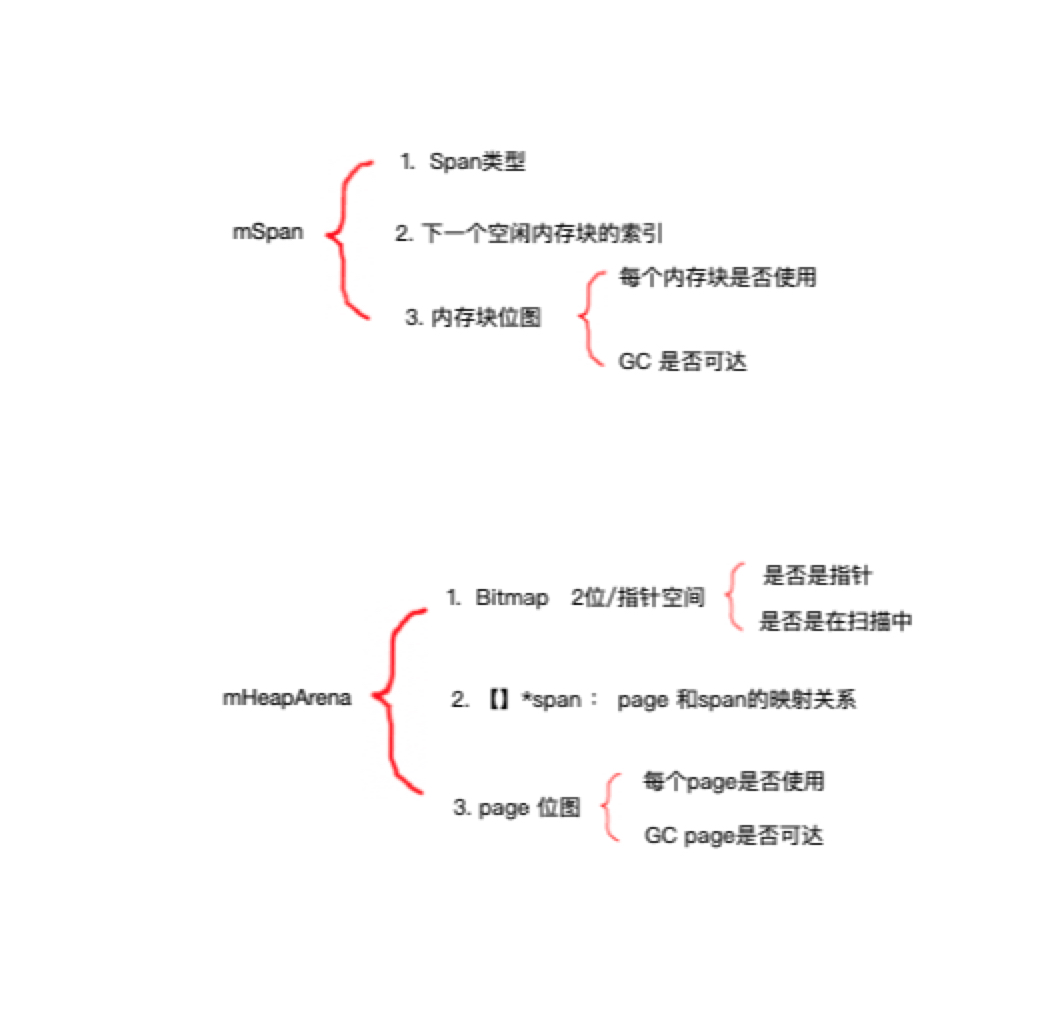 1. Span类型
mSpan
2. 下一个空闲内存块的索引
每个内存块是否使用
3. 内存块位图
GC 是否可达
是否是指针
1. Bitmap 2位/指针空间
是否是在扫描中
mHeapArena
2. 【】*span： page 和span的映射关系
每个page是否使用
3. page 位图
GC page是否可达